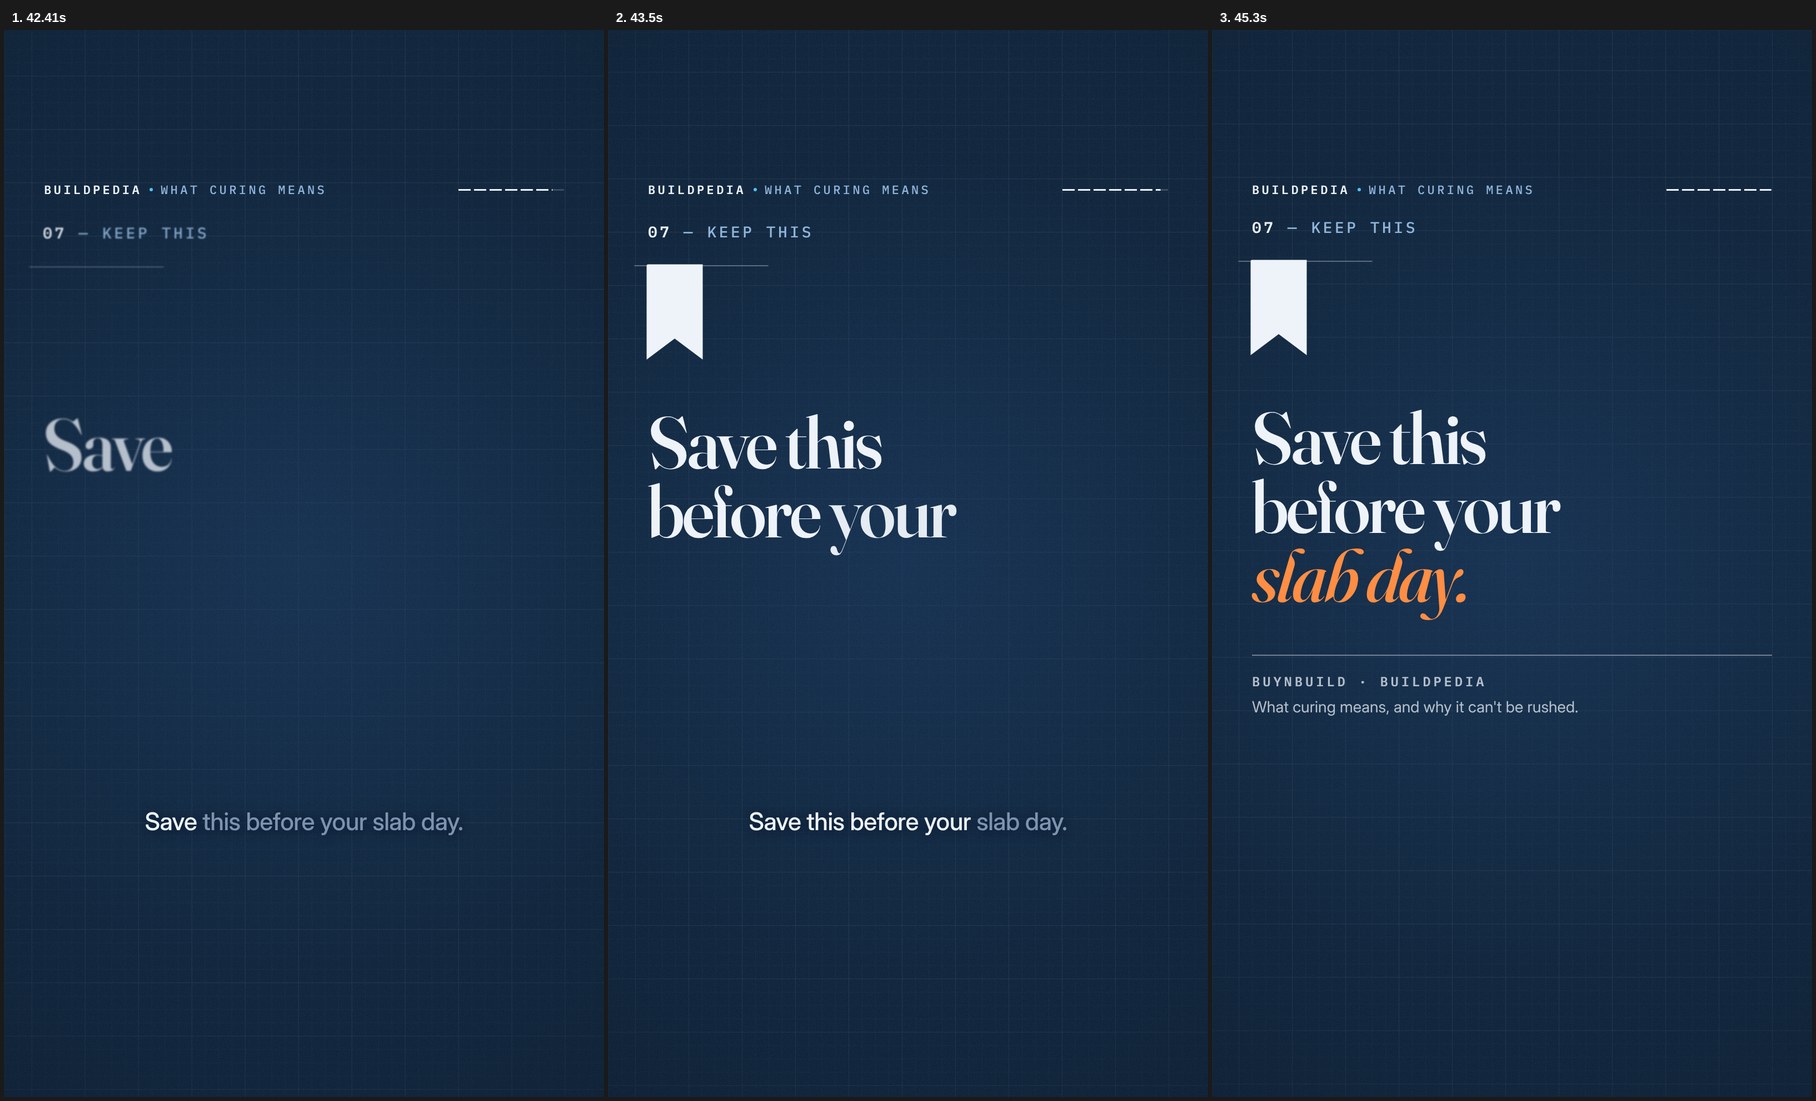 1. 42.41s
BUILDPEDIA • WHAT CURING MEANS
07 — KEEP THIS
Save
Save this before your slab day.
2. 43.5s
BUILDPEDIA • WHAT CURING MEANS
07 — KEEP THIS
Save this
before your
Save this before your slab day.
3. 45.3s
BUILDPEDIA • WHAT CURING MEANS
07 — KEEP THIS
Save this
before your
slab day.
BUYNBUILD · BUILDPEDIA
What curing means, and why it can't be rushed.